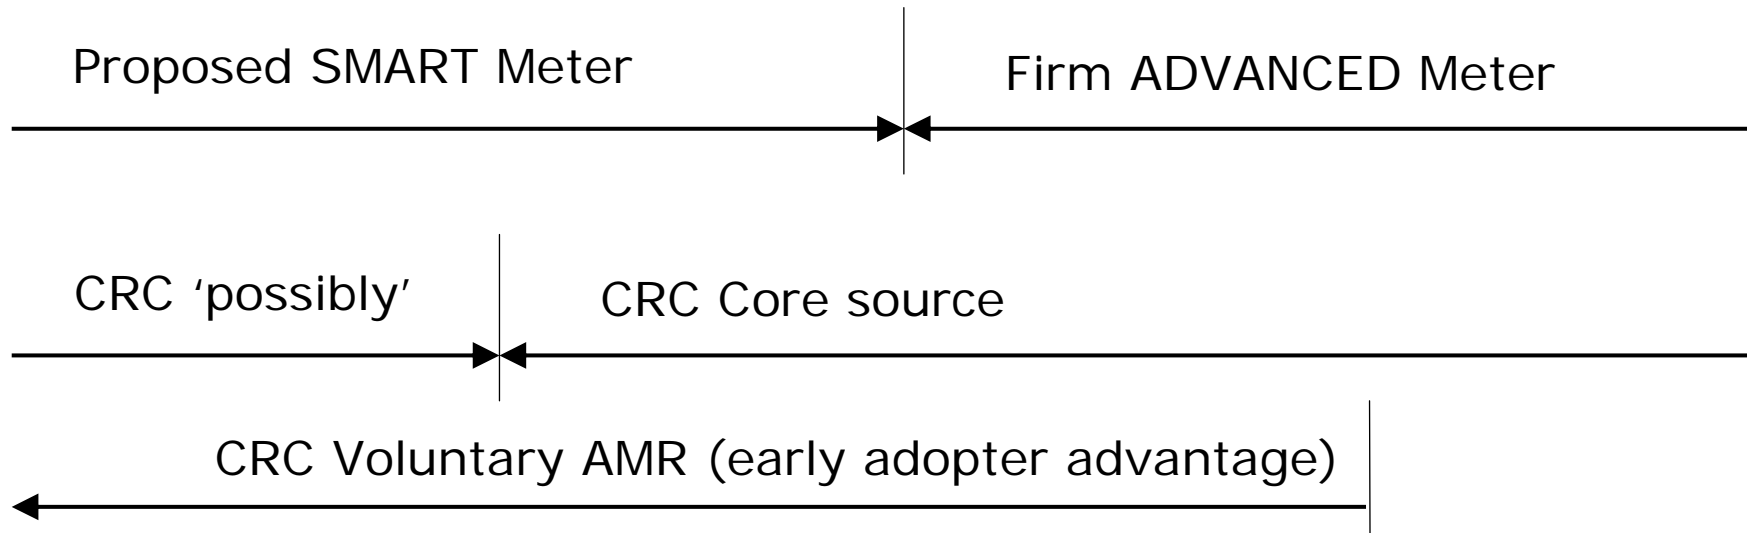 Proposed SMART Meter
Firm ADVANCED Meter
CRC ‘possibly’
CRC Core source
CRC Voluntary AMR (early adopter advantage)